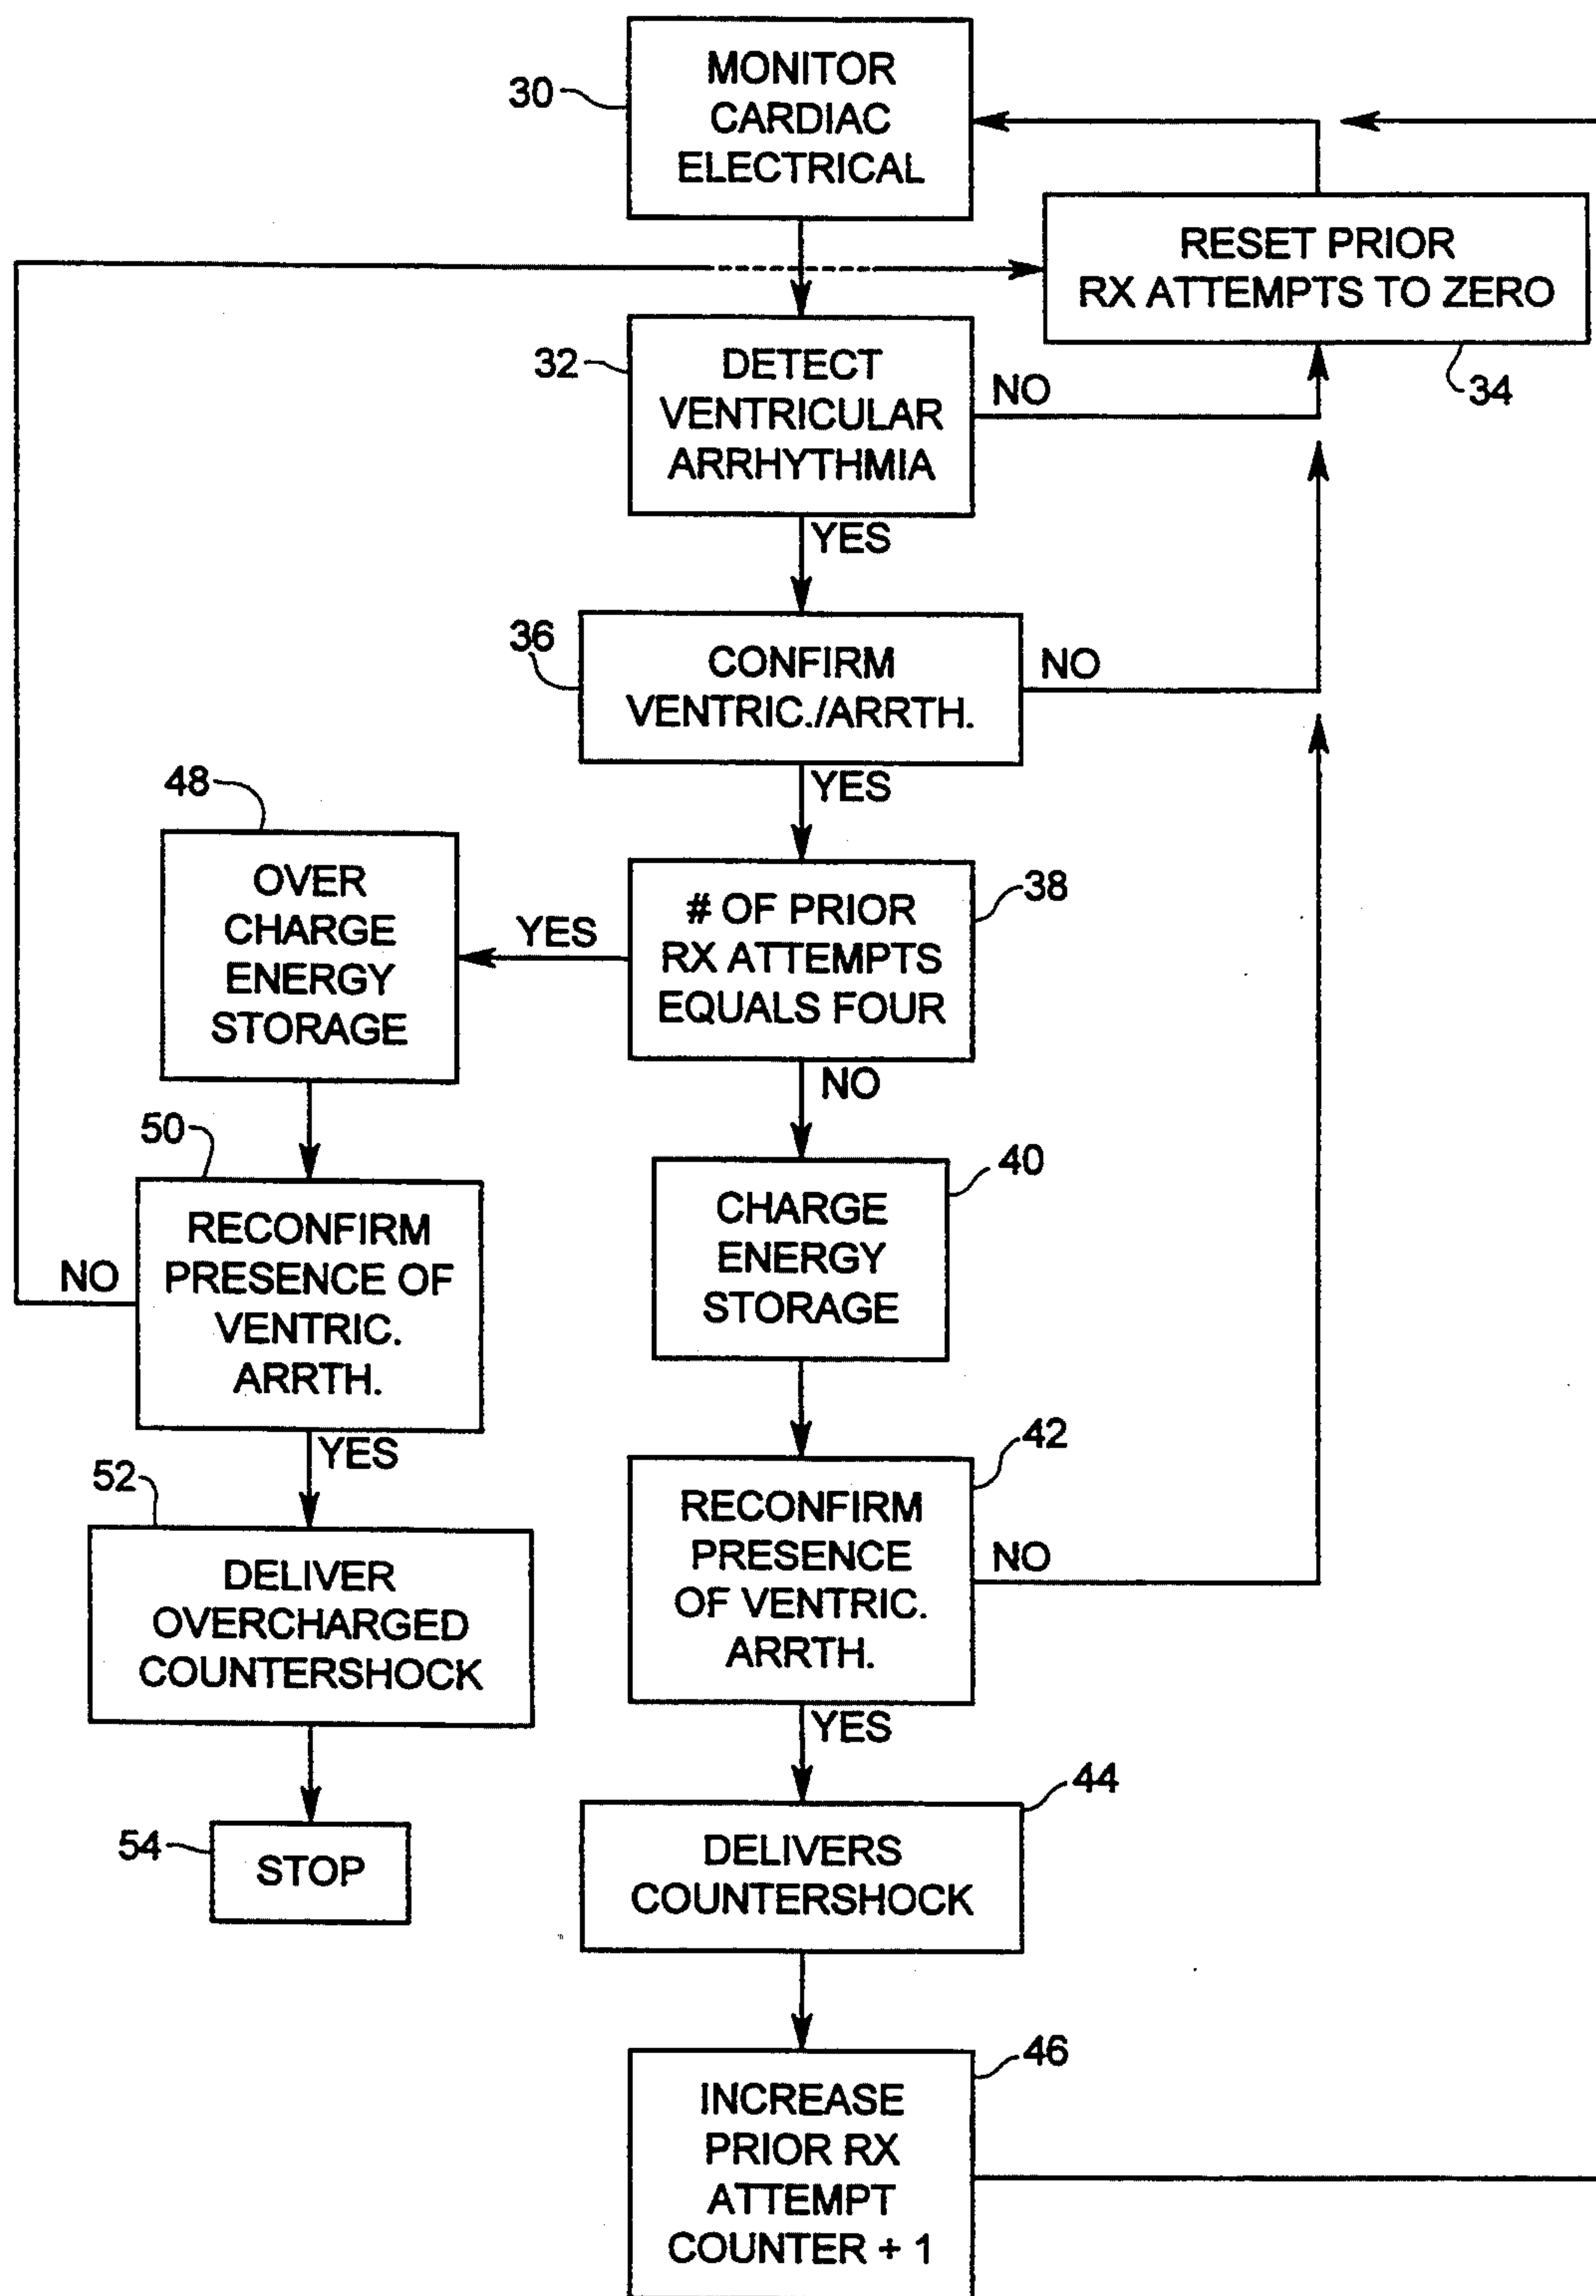 30
MONITOR
CARDIAC
ELECTRICAL
RESET PRIOR
RX ATTEMPTS TO ZERO
34
32
DETECT
VENTRICULAR
ARRHYTHMIA
NO
YES
36
CONFIRM
VENTRIC./ARRTH.
NO
YES
38
# OF PRIOR
RX ATTEMPTS
EQUALS FOUR
YES
NO
48
OVER
CHARGE
ENERGY
STORAGE
40
CHARGE
ENERGY
STORAGE
50
RECONFIRM
PRESENCE OF
VENTRIC.
ARRTH.
NO
YES
42
RECONFIRM
PRESENCE
OF VENTRIC.
ARRTH.
NO
YES
52
DELIVER
OVERCHARGED
COUNTERSHOCK
54
STOP
44
DELIVERS
COUNTERSHOCK
46
INCREASE
PRIOR RX
ATTEMPT
COUNTER + 1